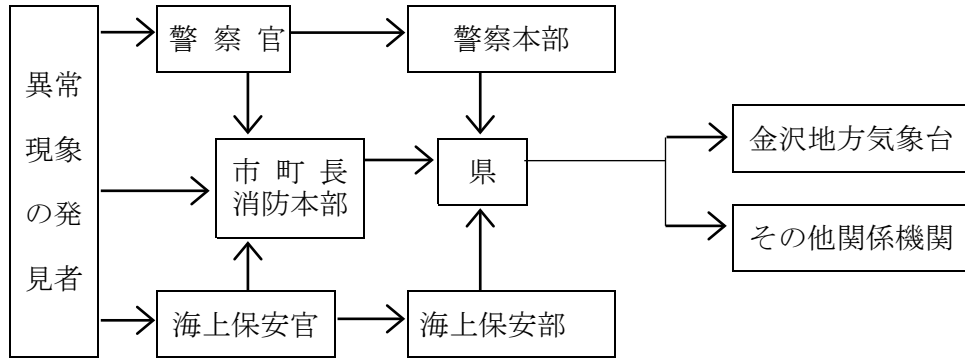 異常
現象
の発
見者
警察官
警察本部
市町長
消防本部
県
海上保安官
海上保安部
金沢地方気象台
その他関係機関